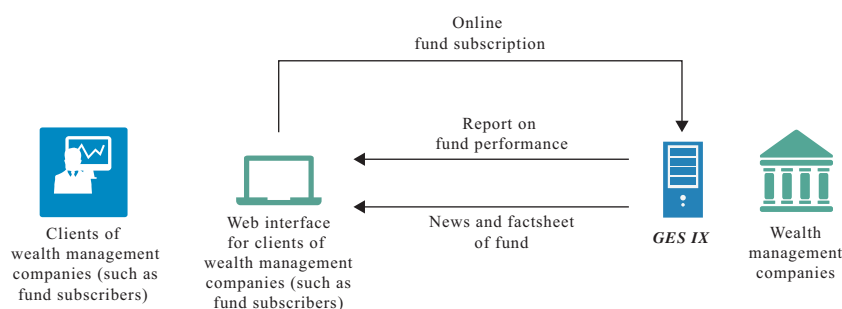 Online
fund subscription
Report on
fund performance
News and factsheet
of fund
Clients of
wealth management
companies (such as
fund subscribers)
Web interface
for clients of
wealth management
companies (such as
fund subscribers)
GES IX
Wealth
management
companies